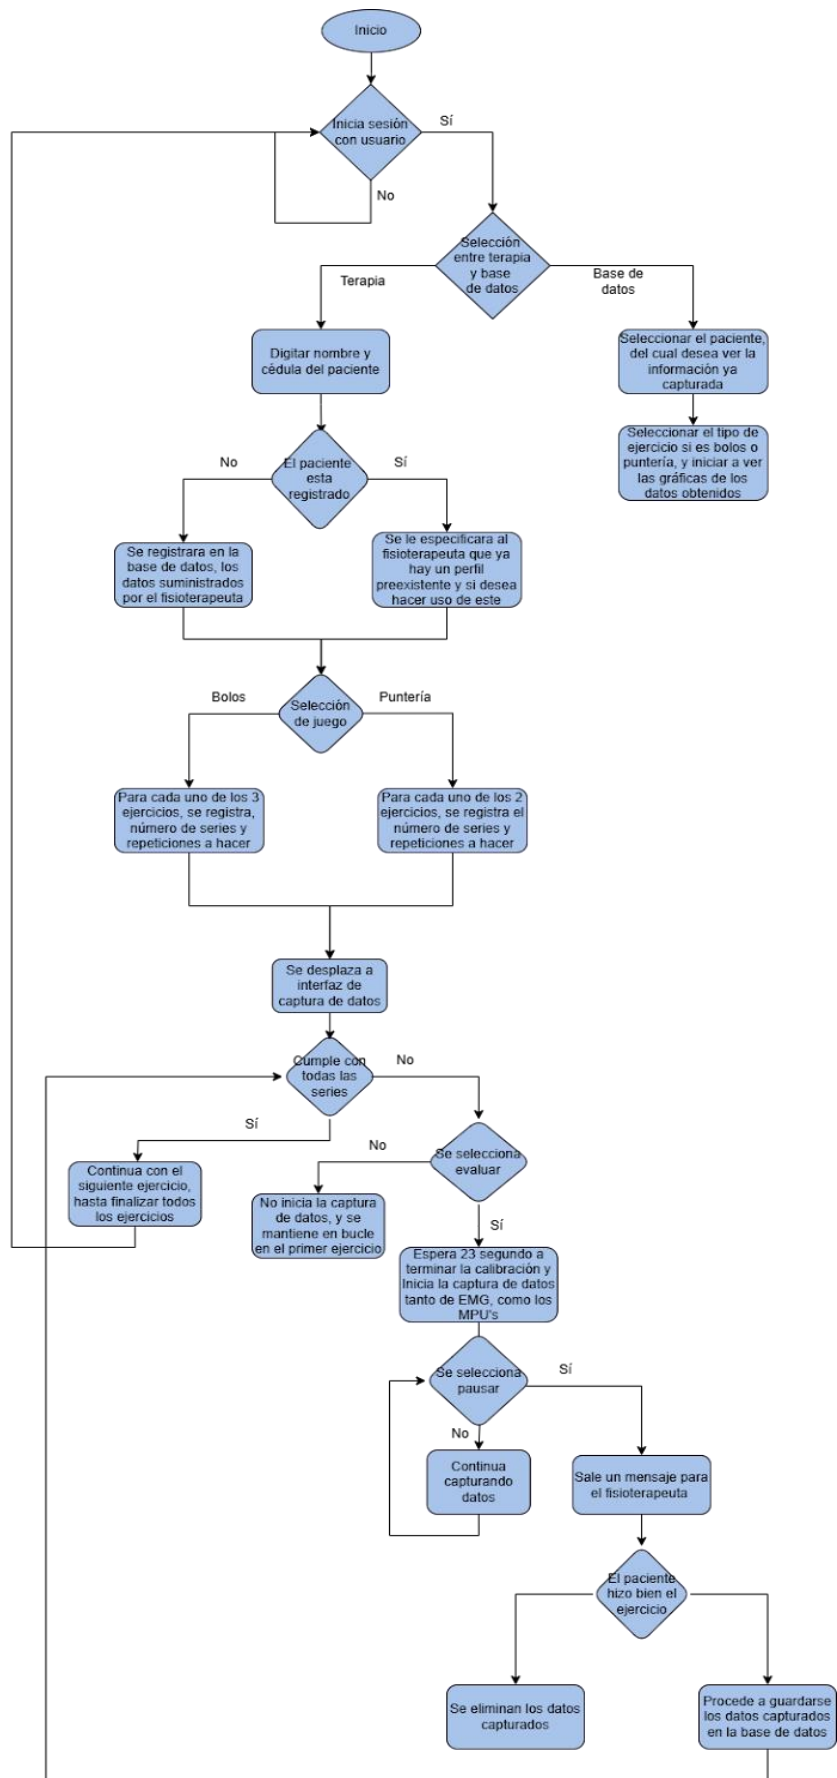 Inicio
Inicia sesión
con usuario
Sí
No
Selección
entre terapia
y base
de datos
Terapia
Base de
datos
Digitar nombre y
cédula del paciente
Seleccionar el paciente,
del cual desea ver la
información ya
capturada
Seleccionar el tipo de
ejercicio si es bolos o
puntería, y iniciar a ver
las gráficas de los
datos obtenidos
El paciente
esta
registrado
No
Sí
Se registrara en la
base de datos, los
datos suministrados
por el fisioterapeuta
Se le especificara al
fisioterapeuta que ya
hay un perfil
preexistente y si desea
hacer uso de este
Selección
de juego
Bolos
Puntería
Para cada uno de los 3
ejercicios, se registra,
número de series y
repeticiones a hacer
Para cada uno de los 2
ejercicios, se registra el
número de series y
repeticiones a hacer
Se desplaza a
interfaz de
captura de datos
Cumple con
todas las
series
No
Sí
Continua con el
siguiente ejercicio,
hasta finalizar todos
los ejercicios
Se selecciona
evaluar
No
Sí
No inicia la captura
de datos, y se
mantiene en bucle
en el primer ejercicio
Espera 23 segundo a
terminar la calibración y
Inicia la captura de datos
tanto de EMG, como los
MPU's
Se selecciona
pausar
Sí
No
Continua
capturando
datos
Sale un mensaje para
el fisioterapeuta
El paciente
hizo bien el
ejercicio
Se eliminan los datos
capturados
Procede a guardarse
los datos capturados
en la base de datos